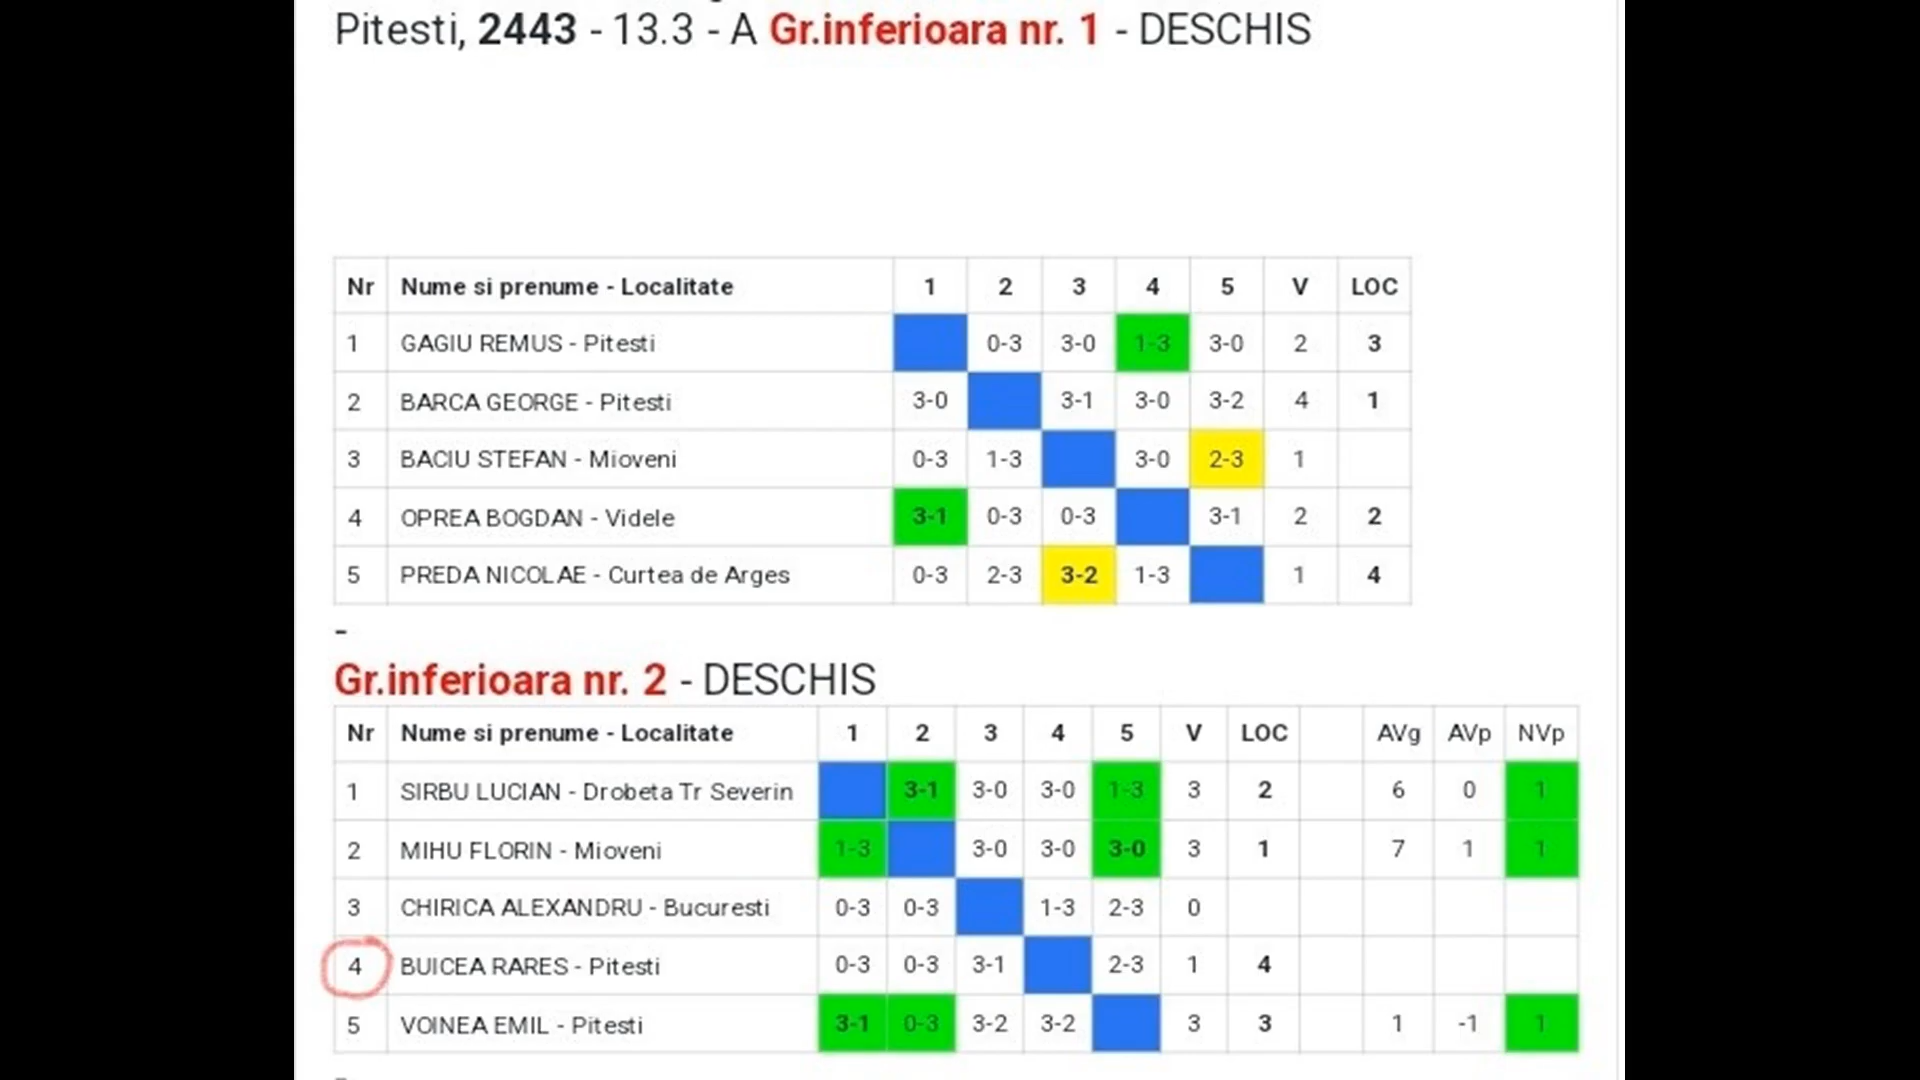 Pitesti, 2443 - 13.3 - A Gr.inferioara nr. 1 - DESCHIS
Nr Nume si prenume - Localitate 1 2 3 4 5 V LOC
1 GAGIU REMUS - Pitesti 0-3 3-0 1-3 3-0 2 3
2 BARCA GEORGE - Pitesti 3-0 3-1 3-0 3-2 4 1
3 BACIU STEFAN - Mioveni 0-3 1-3 3-0 2-3 1
4 OPREA BOGDAN - Videle 3-1 0-3 0-3 3-1 2 2
5 PREDA NICOLAE - Curtea de Arges 0-3 2-3 3-2 1-3 1 4
-
Gr.inferioara nr. 2 - DESCHIS
Nr Nume si prenume - Localitate 1 2 3 4 5 V LOC AVg AVp NVp
1 SIRBU LUCIAN - Drobeta Tr Severin 3-1 3-0 3-0 1-3 3 2 6 0 1
2 MIHU FLORIN - Mioveni 1-3 3-0 3-0 3-0 3 1 7 1 1
3 CHIRICA ALEXANDRU - Bucuresti 0-3 0-3 1-3 2-3 0
4 BUICEA RARES - Pitesti 0-3 0-3 3-1 2-3 1 4
5 VOINEA EMIL - Pitesti 3-1 0-3 3-2 3-2 3 3 1 -1 1